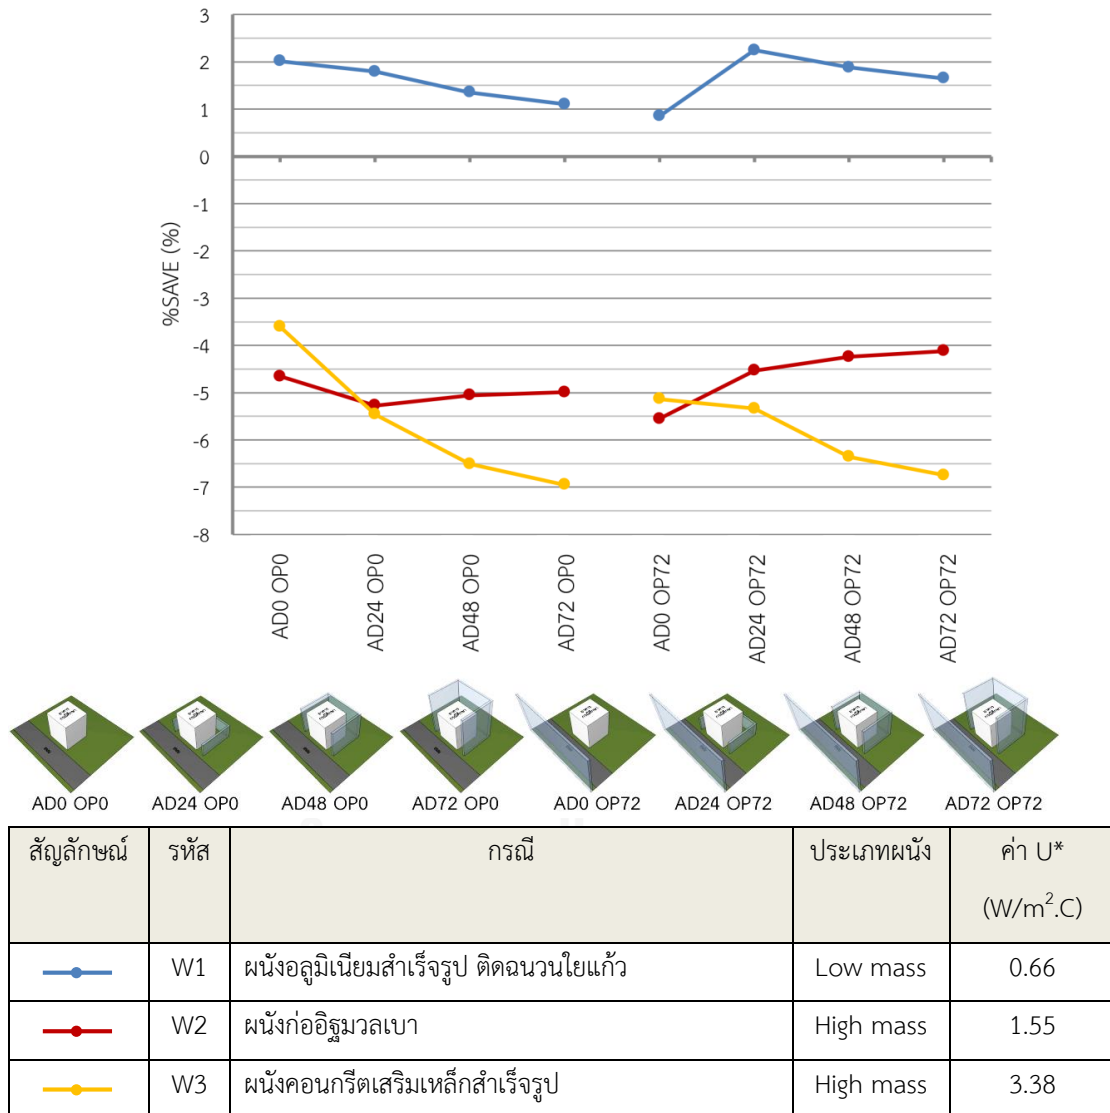 3
2
1
0
-1
-2
-3
-4
-5
-6
-7
-8
%SAVE (%)
AD0 OP0
AD24 OP0
AD48 OP0
AD72 OP0
AD0 OP72
AD24 OP72
AD48 OP72
AD72 OP72
AD0 OP0 AD24 OP0 AD48 OP0 AD72 OP0 AD0 OP72 AD24 OP72 AD48 OP72 AD72 OP72
สัญลักษณ์ รหัส กรณี ประเภทผนัง ค่า U*
(W/m².C)
W1 ผนังอลูมิเนียมสำเร็จรูป ติดฉนวนใยแก้ว Low mass 0.66
W2 ผนังก่ออิฐมวลเบา High mass 1.55
W3 ผนังคอนกรีตเสริมเหล็กสำเร็จรูป High mass 3.38